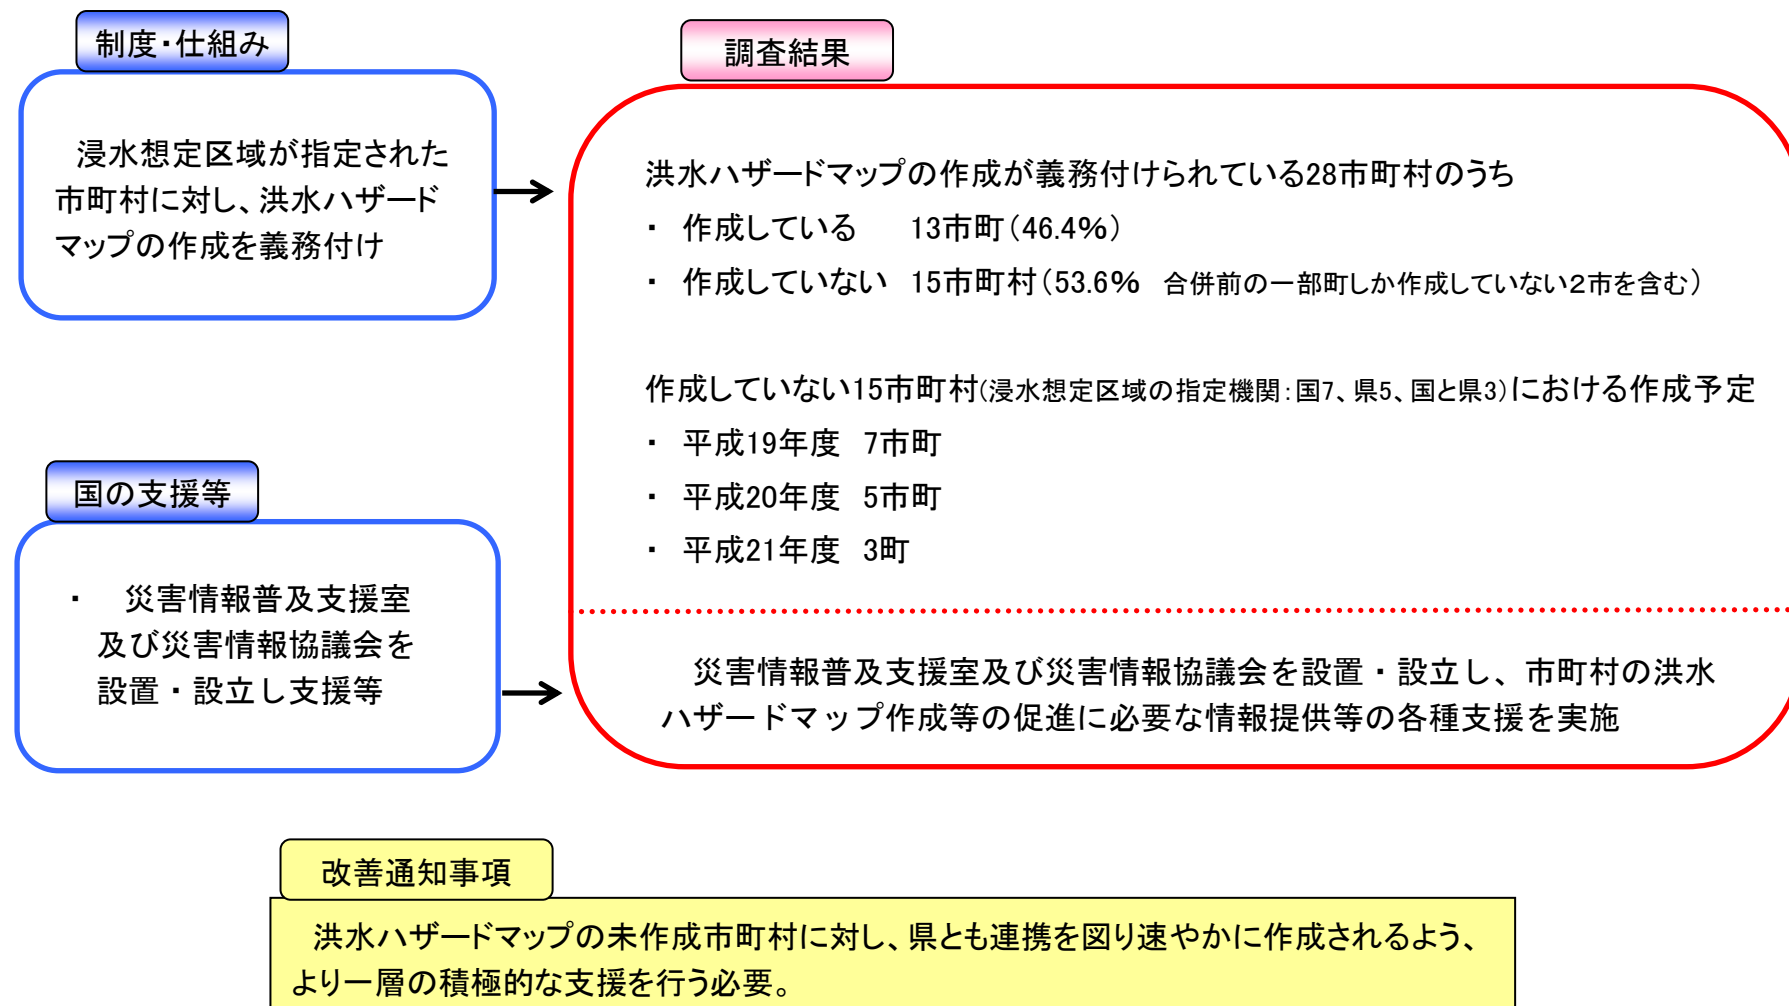 制度・仕組み
浸水想定区域が指定された
市町村に対し、洪水ハザード
マップの作成を義務付け
国の支援等
・　災害情報普及支援室
及び災害情報協議会を
設置・設立し支援等
調査結果
洪水ハザードマップの作成が義務付けられている28市町村のうち
・ 作成している　 13市町（46.4％）
・ 作成していない 15市町村（53.6％ 合併前の一部町しか作成していない２市を含む）
作成していない15市町村（浸水想定区域の指定機関：国7、県5、国と県3）における作成予定
・ 平成19年度 7市町
・ 平成20年度 5市町
・ 平成21年度 3町
災害情報普及支援室及び災害情報協議会を設置・設立し、市町村の洪水
ハザードマップ作成等の促進に必要な情報提供等の各種支援を実施
改善通知事項
洪水ハザードマップの未作成市町村に対し、県とも連携を図り速やかに作成されるよう、
より一層の積極的な支援を行う必要。